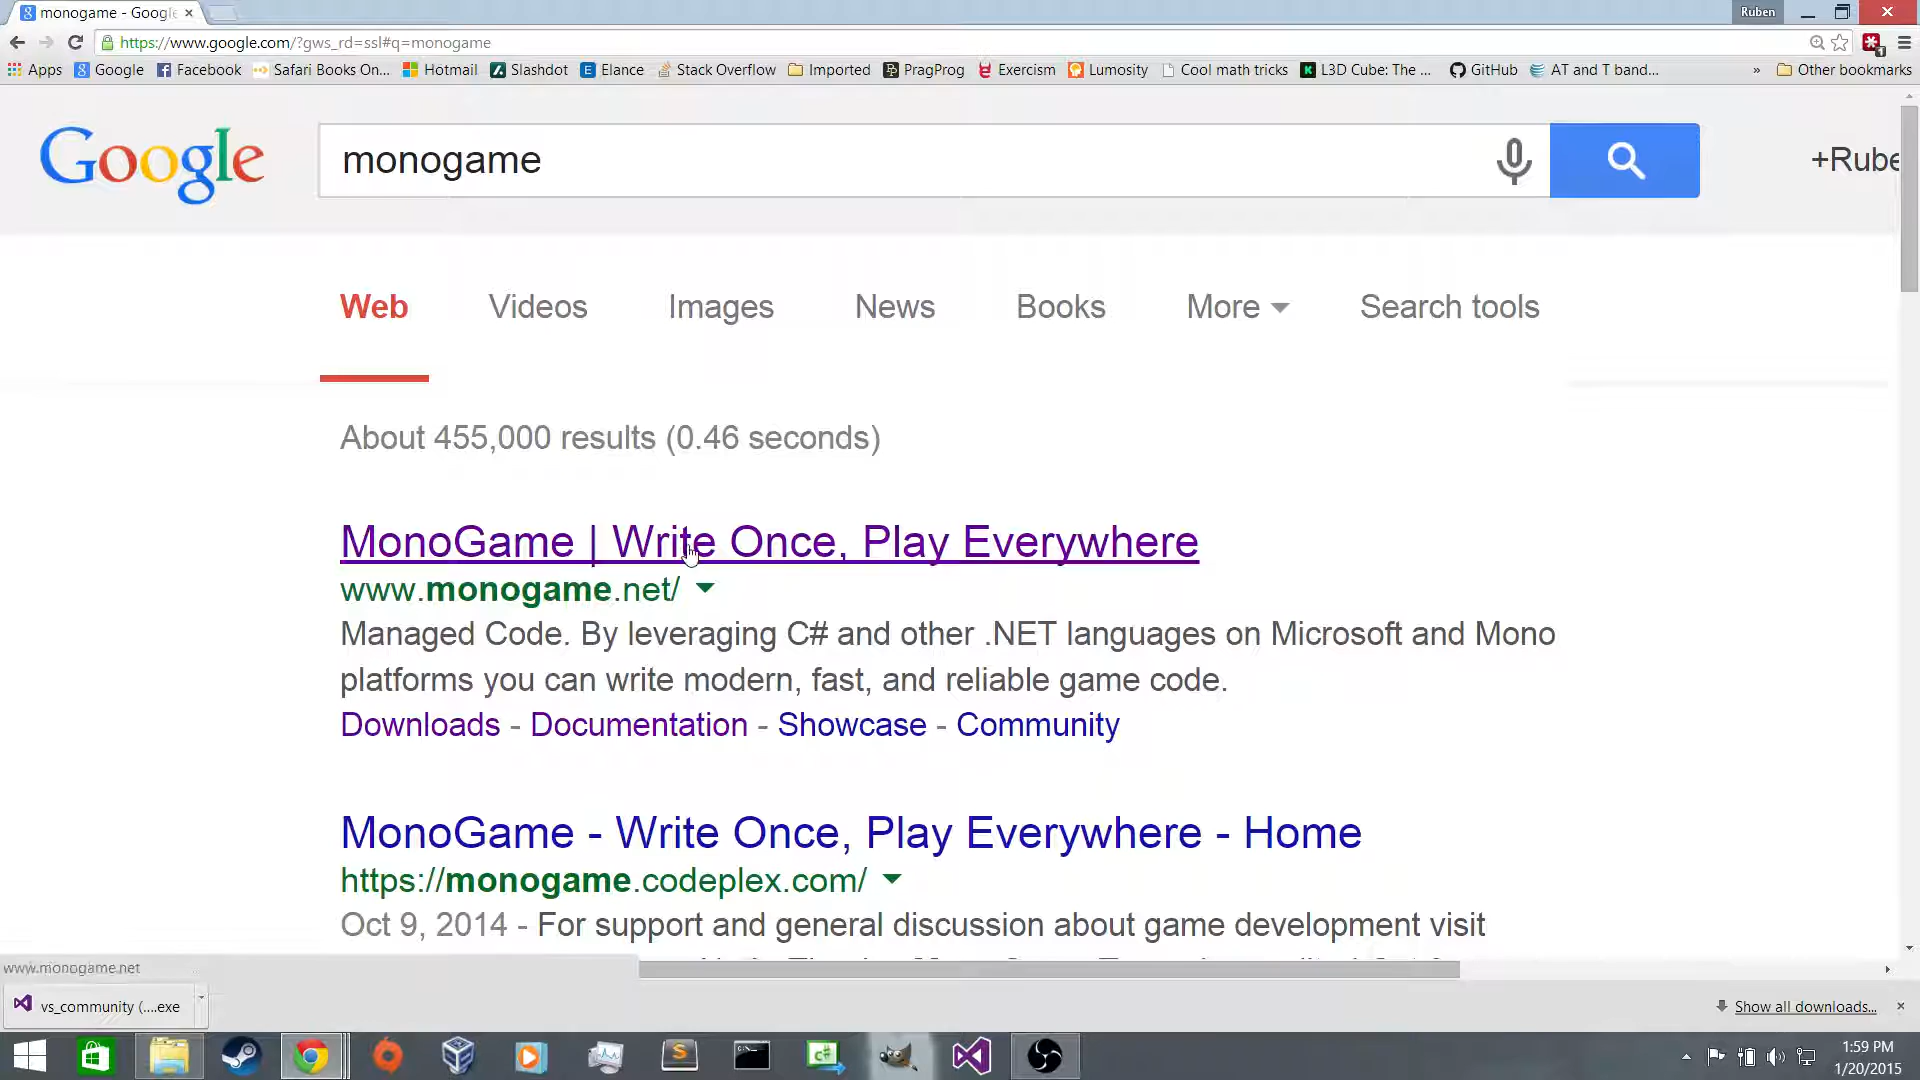 monogame - Googl
Ruben
https://www.google.com/?gws_rd=ssl#q=monogame
Apps Google Facebook Safari Books On... Hotmail Slashdot Elance Stack Overflow Imported PragProg Exercism Lumosity Cool math tricks L3D Cube: The ... GitHub AT and T band... » Other bookmarks
Google monogame +Rube
Web Videos Images News Books More Search tools
About 455,000 results (0.46 seconds)
MonoGame | Write Once, Play Everywhere
www.monogame.net/
Managed Code. By leveraging C# and other .NET languages on Microsoft and Mono
platforms you can write modern, fast, and reliable game code.
Downloads - Documentation - Showcase - Community
MonoGame - Write Once, Play Everywhere - Home
https://monogame.codeplex.com/
Oct 9, 2014 - For support and general discussion about game development visit
www.monogame.net
vs_community (....exe
Show all downloads...
1:59 PM
1/20/2015